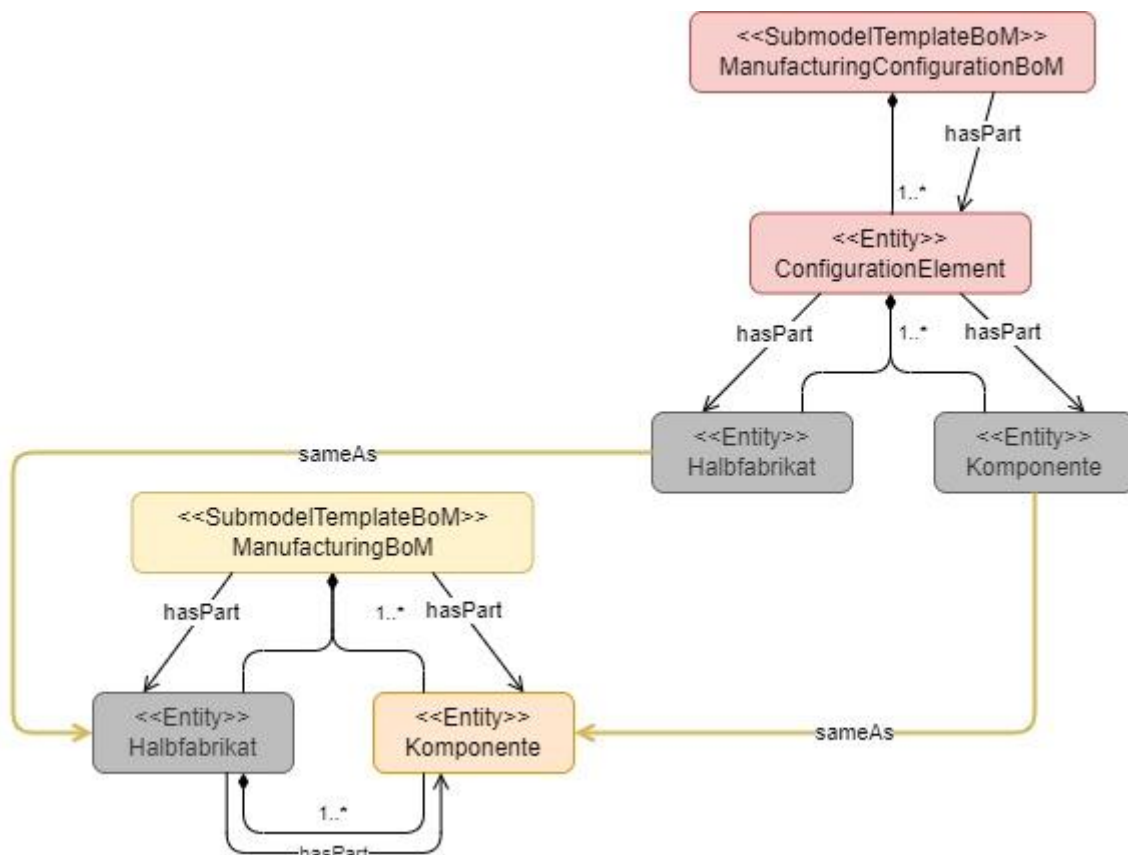 <<SubmodelTemplateBoM>>
ManufacturingConfigurationBoM
hasPart
1..*
<<Entity>>
ConfigurationElement
hasPart
1..*
hasPart
<<Entity>>
Halbfabrikat
<<Entity>>
Komponente
sameAs
<<SubmodelTemplateBoM>>
ManufacturingBoM
hasPart
1..*
hasPart
<<Entity>>
Halbfabrikat
<<Entity>>
Komponente
sameAs
1..*
hasPart